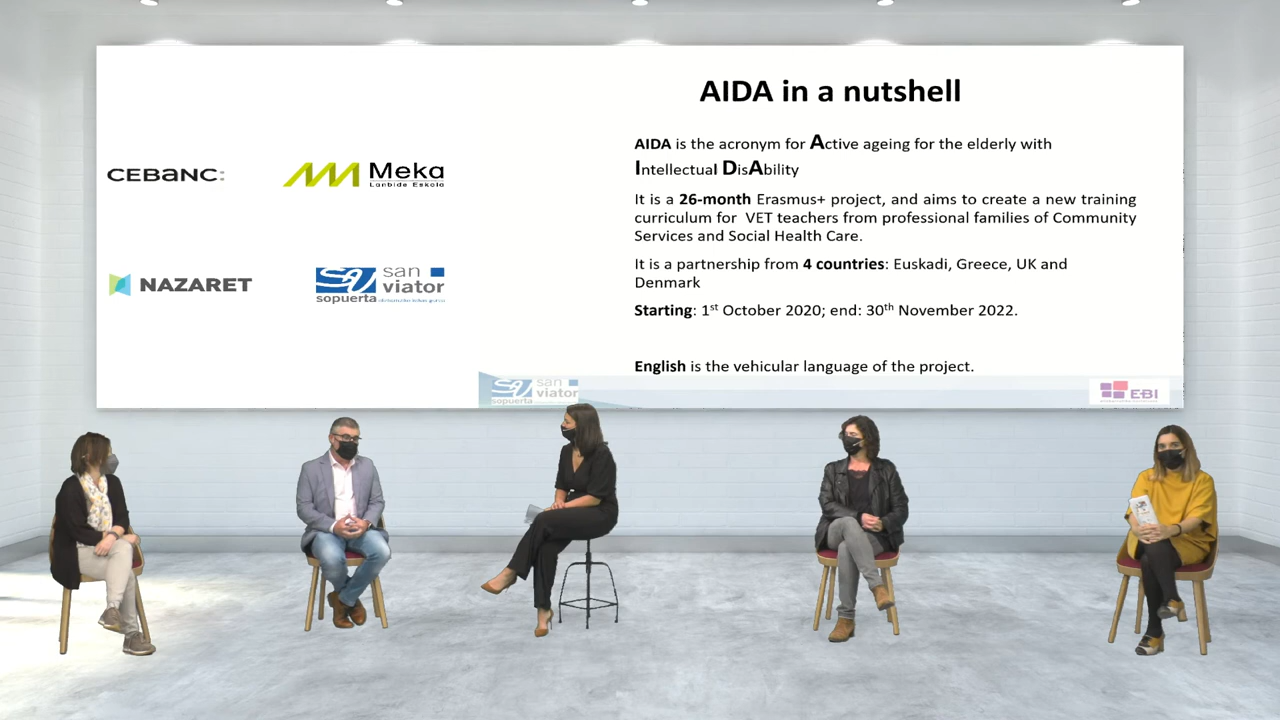 AIDA in a nutshell
CEBANC:
Meka
Lanbide Eskola
NAZARET
san
viator
sopuerta
AIDA is the acronym for Active ageing for the elderly with
Intellectual DisAbility
It is a 26-month Erasmus+ project, and aims to create a new training
curriculum for VET teachers from professional families of Community
Services and Social Health Care.
It is a partnership from 4 countries: Euskadi, Greece, UK and
Denmark
Starting: 1st October 2020; end: 30th November 2022.
English is the vehicular language of the project.
san
viator
sopuerta
EBI